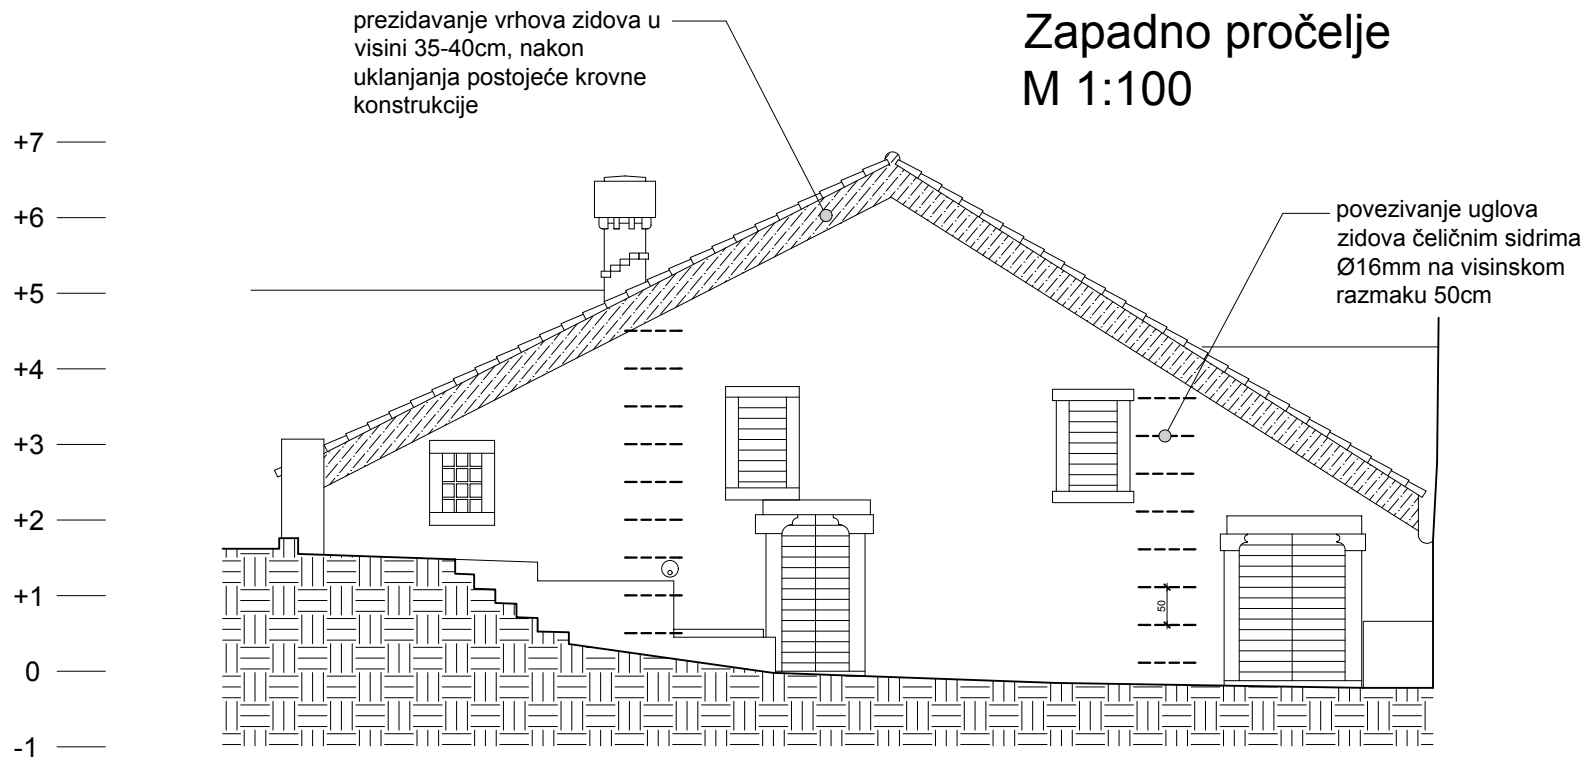 prezidavanje vrhova zidova u
visini 35-40cm, nakon
uklanjanja postojeće krovne
konstrukcije
Zapadno pročelje
M 1:100
povezivanje uglova
zidova čeličnim sidrima
Ø16mm na visinskom
razmaku 50cm
+7
+6
+5
+4
+3
+2
+1
0
-1
50